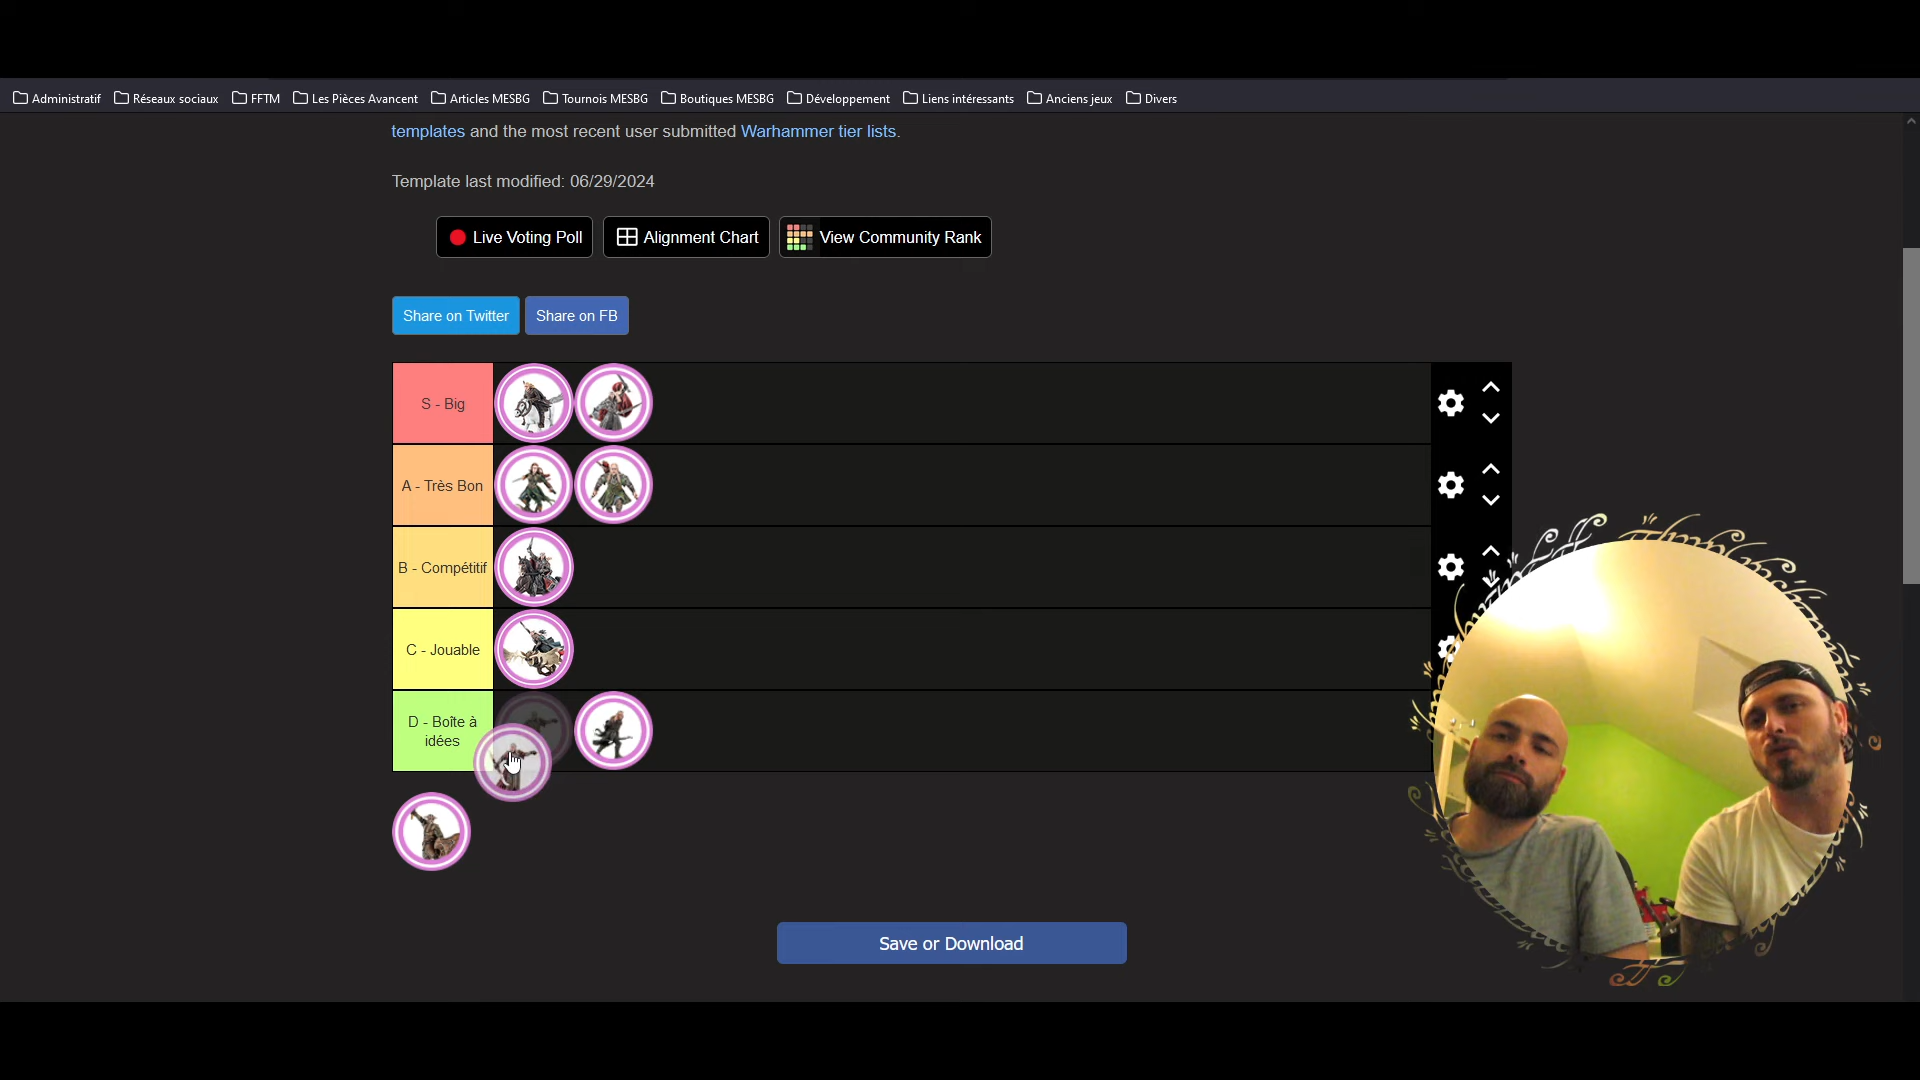 Administratif Réseaux sociaux FFTM Les Pièces Avancent Articles MESBG Tournois MESBG Boutiques MESBG Développement Liens intéressants Anciens jeux Divers
templates and the most recent user submitted Warhammer tier lists.
Template last modified: 06/29/2024
Live Voting Poll Alignment Chart View Community Rank
Share on Twitter Share on FB
S - Big
A - Très Bon
B - Compétitif
C - Jouable
D - Boîte à
idées
Save or Download